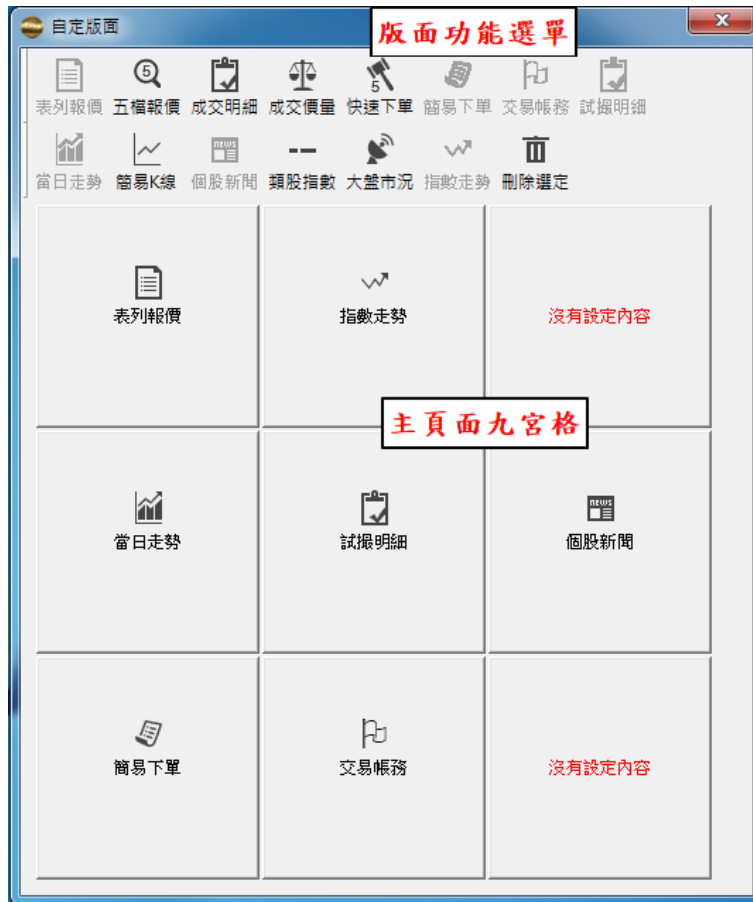 自定版面
版面功能選單
表列報價 五檔報價 成交明細 成交價量 快速下單 簡易下單 交易帳務 試撮明細
當日走勢 簡易K線 個股新聞 類股指數 大盤市況 指數走勢 刪除選定
表列報價 指數走勢 沒有設定內容
主頁面九宮格
當日走勢 試撮明細 個股新聞
簡易下單 交易帳務 沒有設定內容